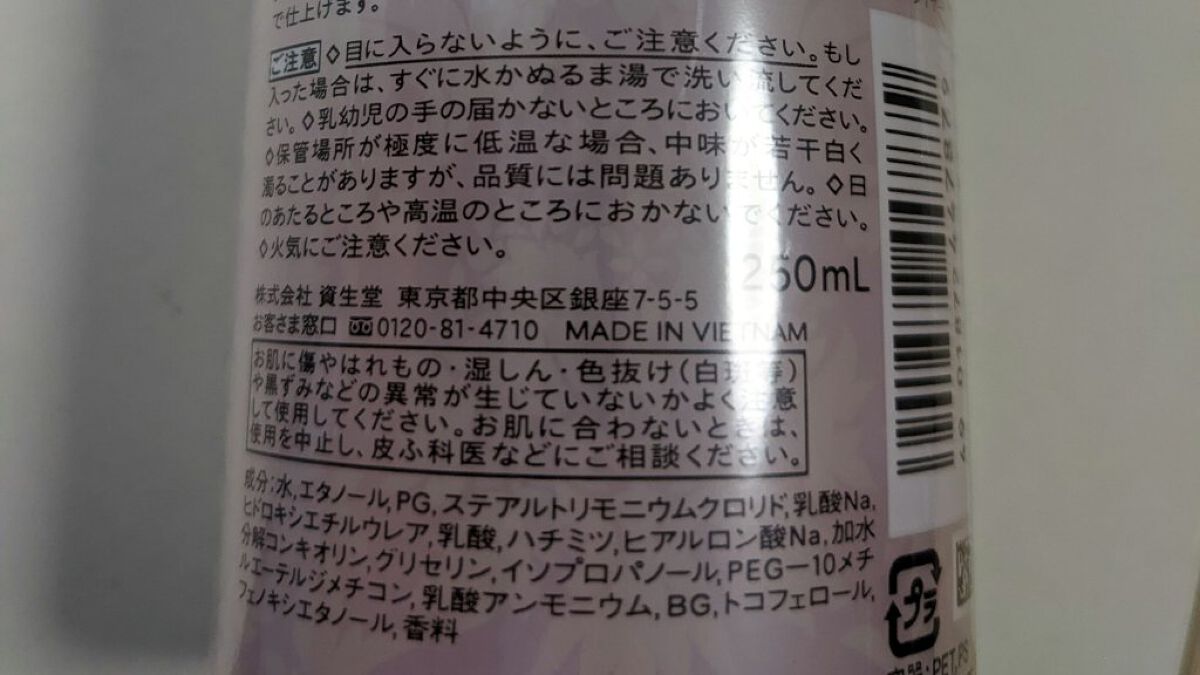 で仕上げます。
ご注意 ◇目に入らないように、ご注意ください。もし
入った場合は、すぐに水かぬるま湯で洗い流してくだ
さい。◇乳幼児の手の届かないところにおいてください。
◇保管場所が極度に低温な場合、中味が若干白く
濁ることがありますが、品質には問題ありません。◇日
のあたるところや高温のところにおかないでください。
◇火気にご注意ください。
250mL
株式会社 資生堂 東京都中央区銀座7-5-5
お客さま窓口 0120-81-4710 MADE IN VIETNAM
お肌に傷やはれもの・湿しん・色抜け(白斑等)
や黒ずみなどの異常が生じていないかよく注意
して使用してください。お肌に合わないときは、
使用を中止し、皮ふ科医などにご相談ください。
成分:水,エタノール,PG,ステアルトリモニウムクロリド,乳酸Na,
ヒドロキシエチルウレア,乳酸,ハチミツ,ヒアルロン酸Na,加水
分解コンキオリン,グリセリン,イソプロパノール,PEG-10メチ
ルエーテルジメチコン,乳酸アンモニウム,BG,トコフェロール,
フェノキシエタノール,香料
プラ